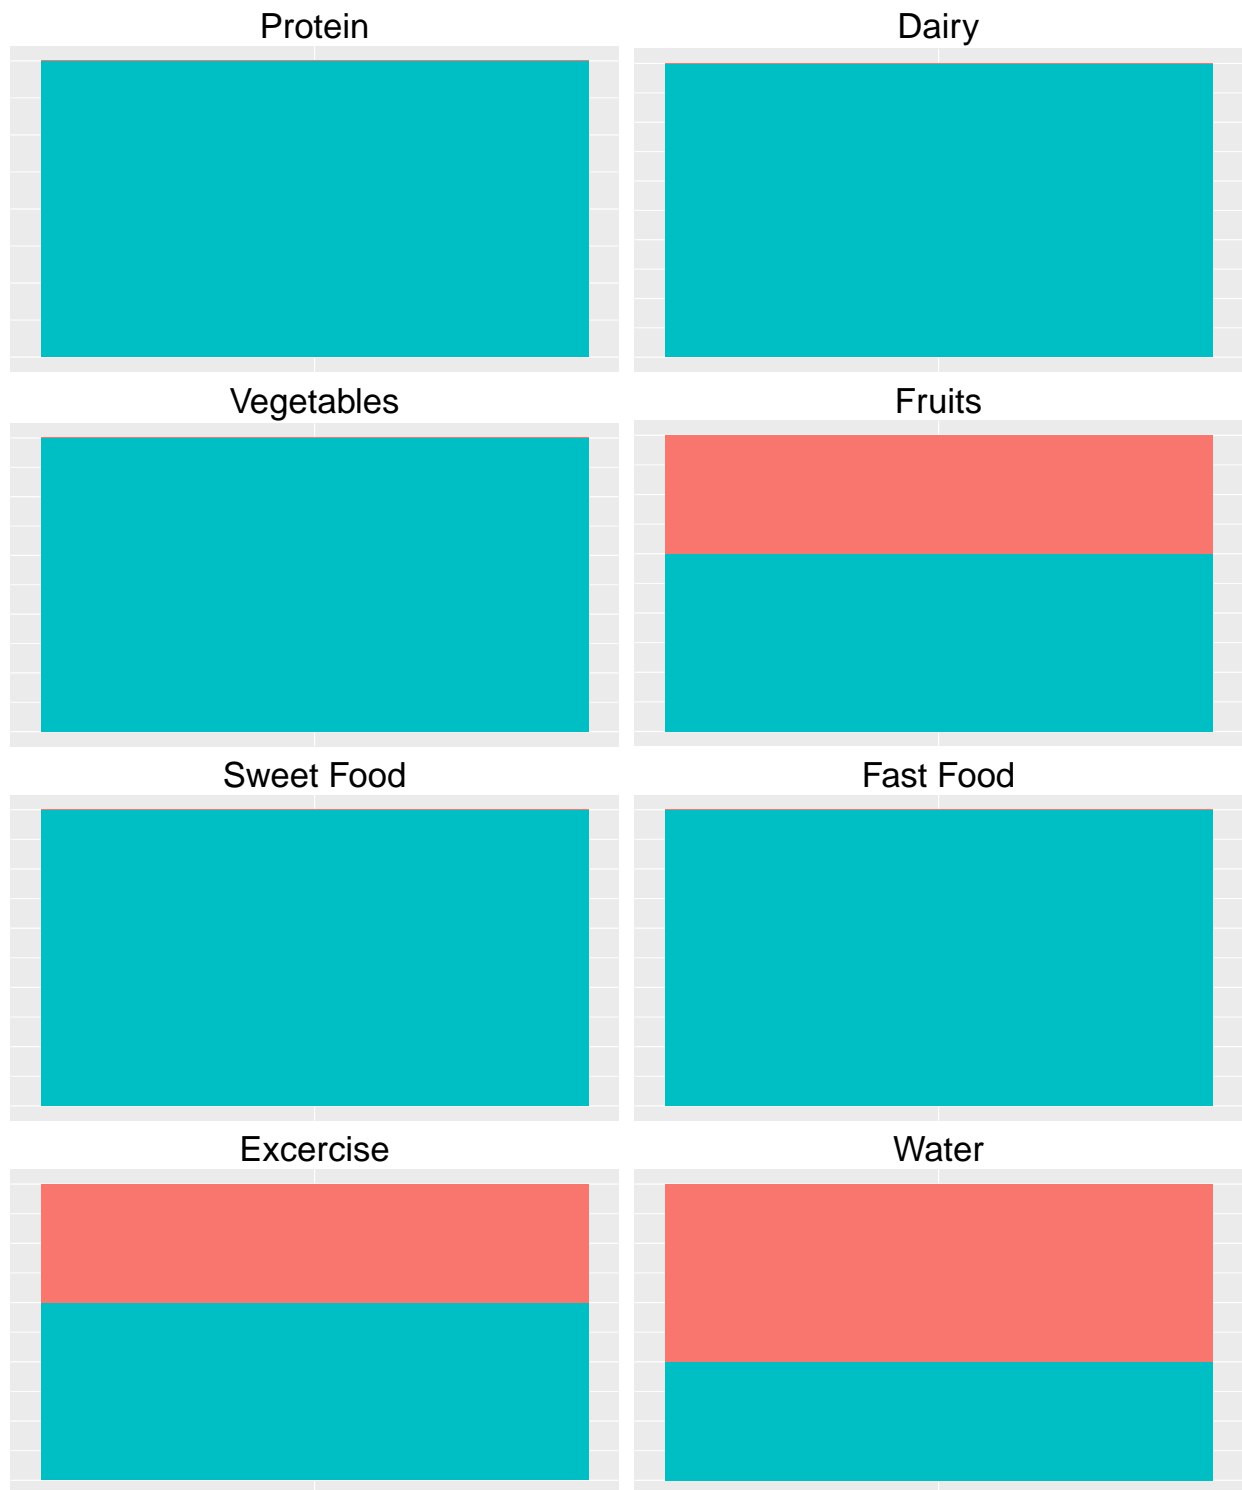 Protein
Dairy
Vegetables
Fruits
Sweet Food
Fast Food
Excercise
Water